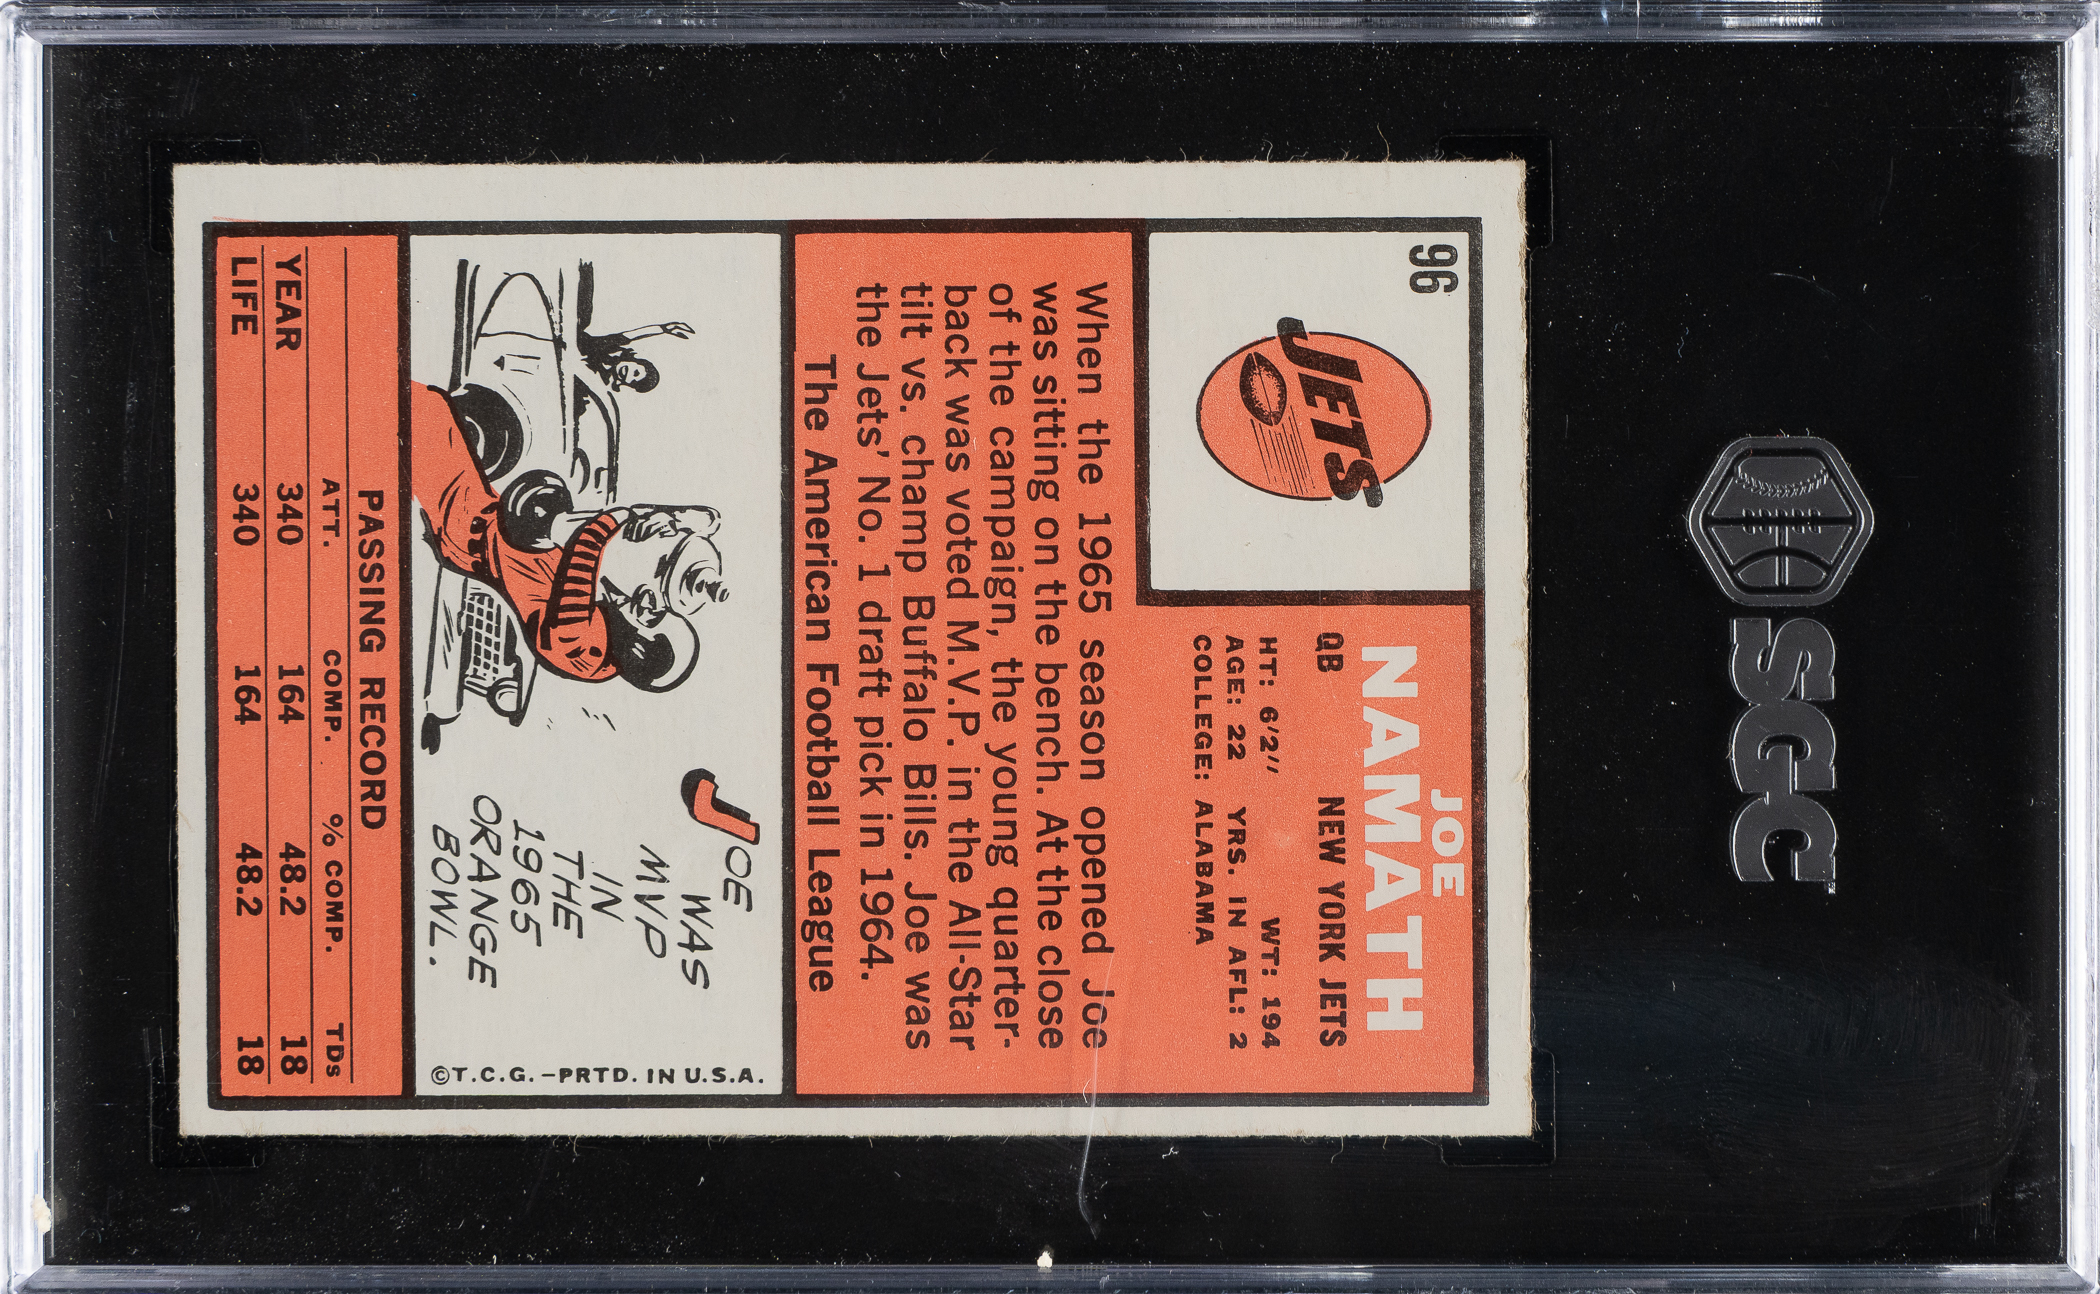 SGC
96
JETS
JOE
NAMATH
QB NEW YORK JETS
HT: 6'2" WT: 194
AGE: 22 YRS. IN AFL: 2
COLLEGE: ALABAMA
When the 1965 season opened Joe
was sitting on the bench. At the close
of the campaign, the young quarter-
back was voted M.V.P. in the All-Star
tilt vs. champ Buffalo Bills. Joe was
the Jets' No. 1 draft pick in 1964.
The American Football League
JOE
WAS
MVP
IN
THE
1965
ORANGE
BOWL.
©T.C.G.—PRTD. IN U.S.A.
PASSING RECORD
ATT. COMP. % COMP. TDs
YEAR 340 164 48.2 18
LIFE 340 164 48.2 18